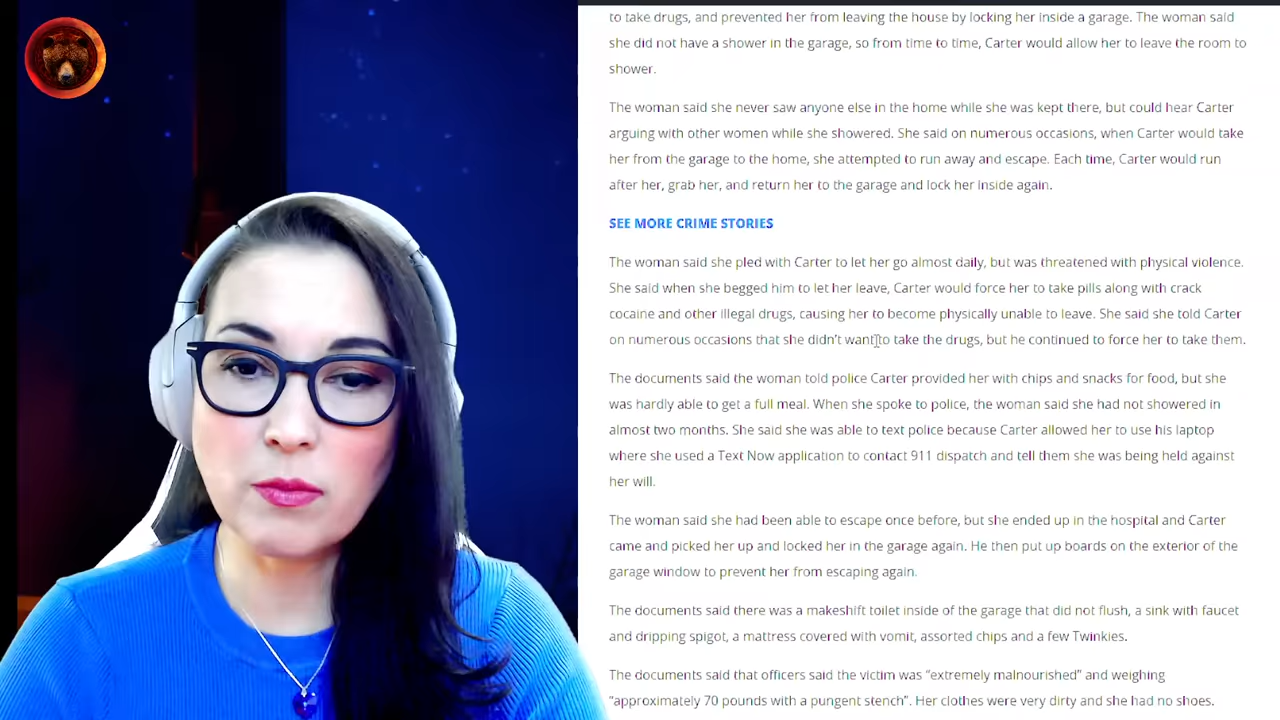 to take drugs, and prevented her from leaving the house by locking her inside a garage. The woman said
she did not have a shower in the garage, so from time to time, Carter would allow her to leave the room to
shower.
The woman said she never saw anyone else in the home while she was kept there, but could hear Carter
arguing with other women while she showered. She said on numerous occasions, when Carter would take
her from the garage to the home, she attempted to run away and escape. Each time, Carter would run
after her, grab her, and return her to the garage and lock her inside again.
SEE MORE CRIME STORIES
The woman said she pled with Carter to let her go almost daily, but was threatened with physical violence.
She said when she begged him to let her leave, Carter would force her to take pills along with crack
cocaine and other illegal drugs, causing her to become physically unable to leave. She said she told Carter
on numerous occasions that she didn't want to take the drugs, but he continued to force her to take them.
The documents said the woman told police Carter provided her with chips and snacks for food, but she
was hardly able to get a full meal. When she spoke to police, the woman said she had not showered in
almost two months. She said she was able to text police because Carter allowed her to use his laptop
where she used a Text Now application to contact 911 dispatch and tell them she was being held against
her will.
The woman said she had been able to escape once before, but she ended up in the hospital and Carter
came and picked her up and locked her in the garage again. He then put up boards on the exterior of the
garage window to prevent her from escaping again.
The documents said there was a makeshift toilet inside of the garage that did not flush, a sink with faucet
and dripping spigot, a mattress covered with vomit, assorted chips and a few Twinkies.
The documents said that officers said the victim was “extremely malnourished” and weighing
“approximately 70 pounds with a pungent stench”. Her clothes were very dirty and she had no shoes.